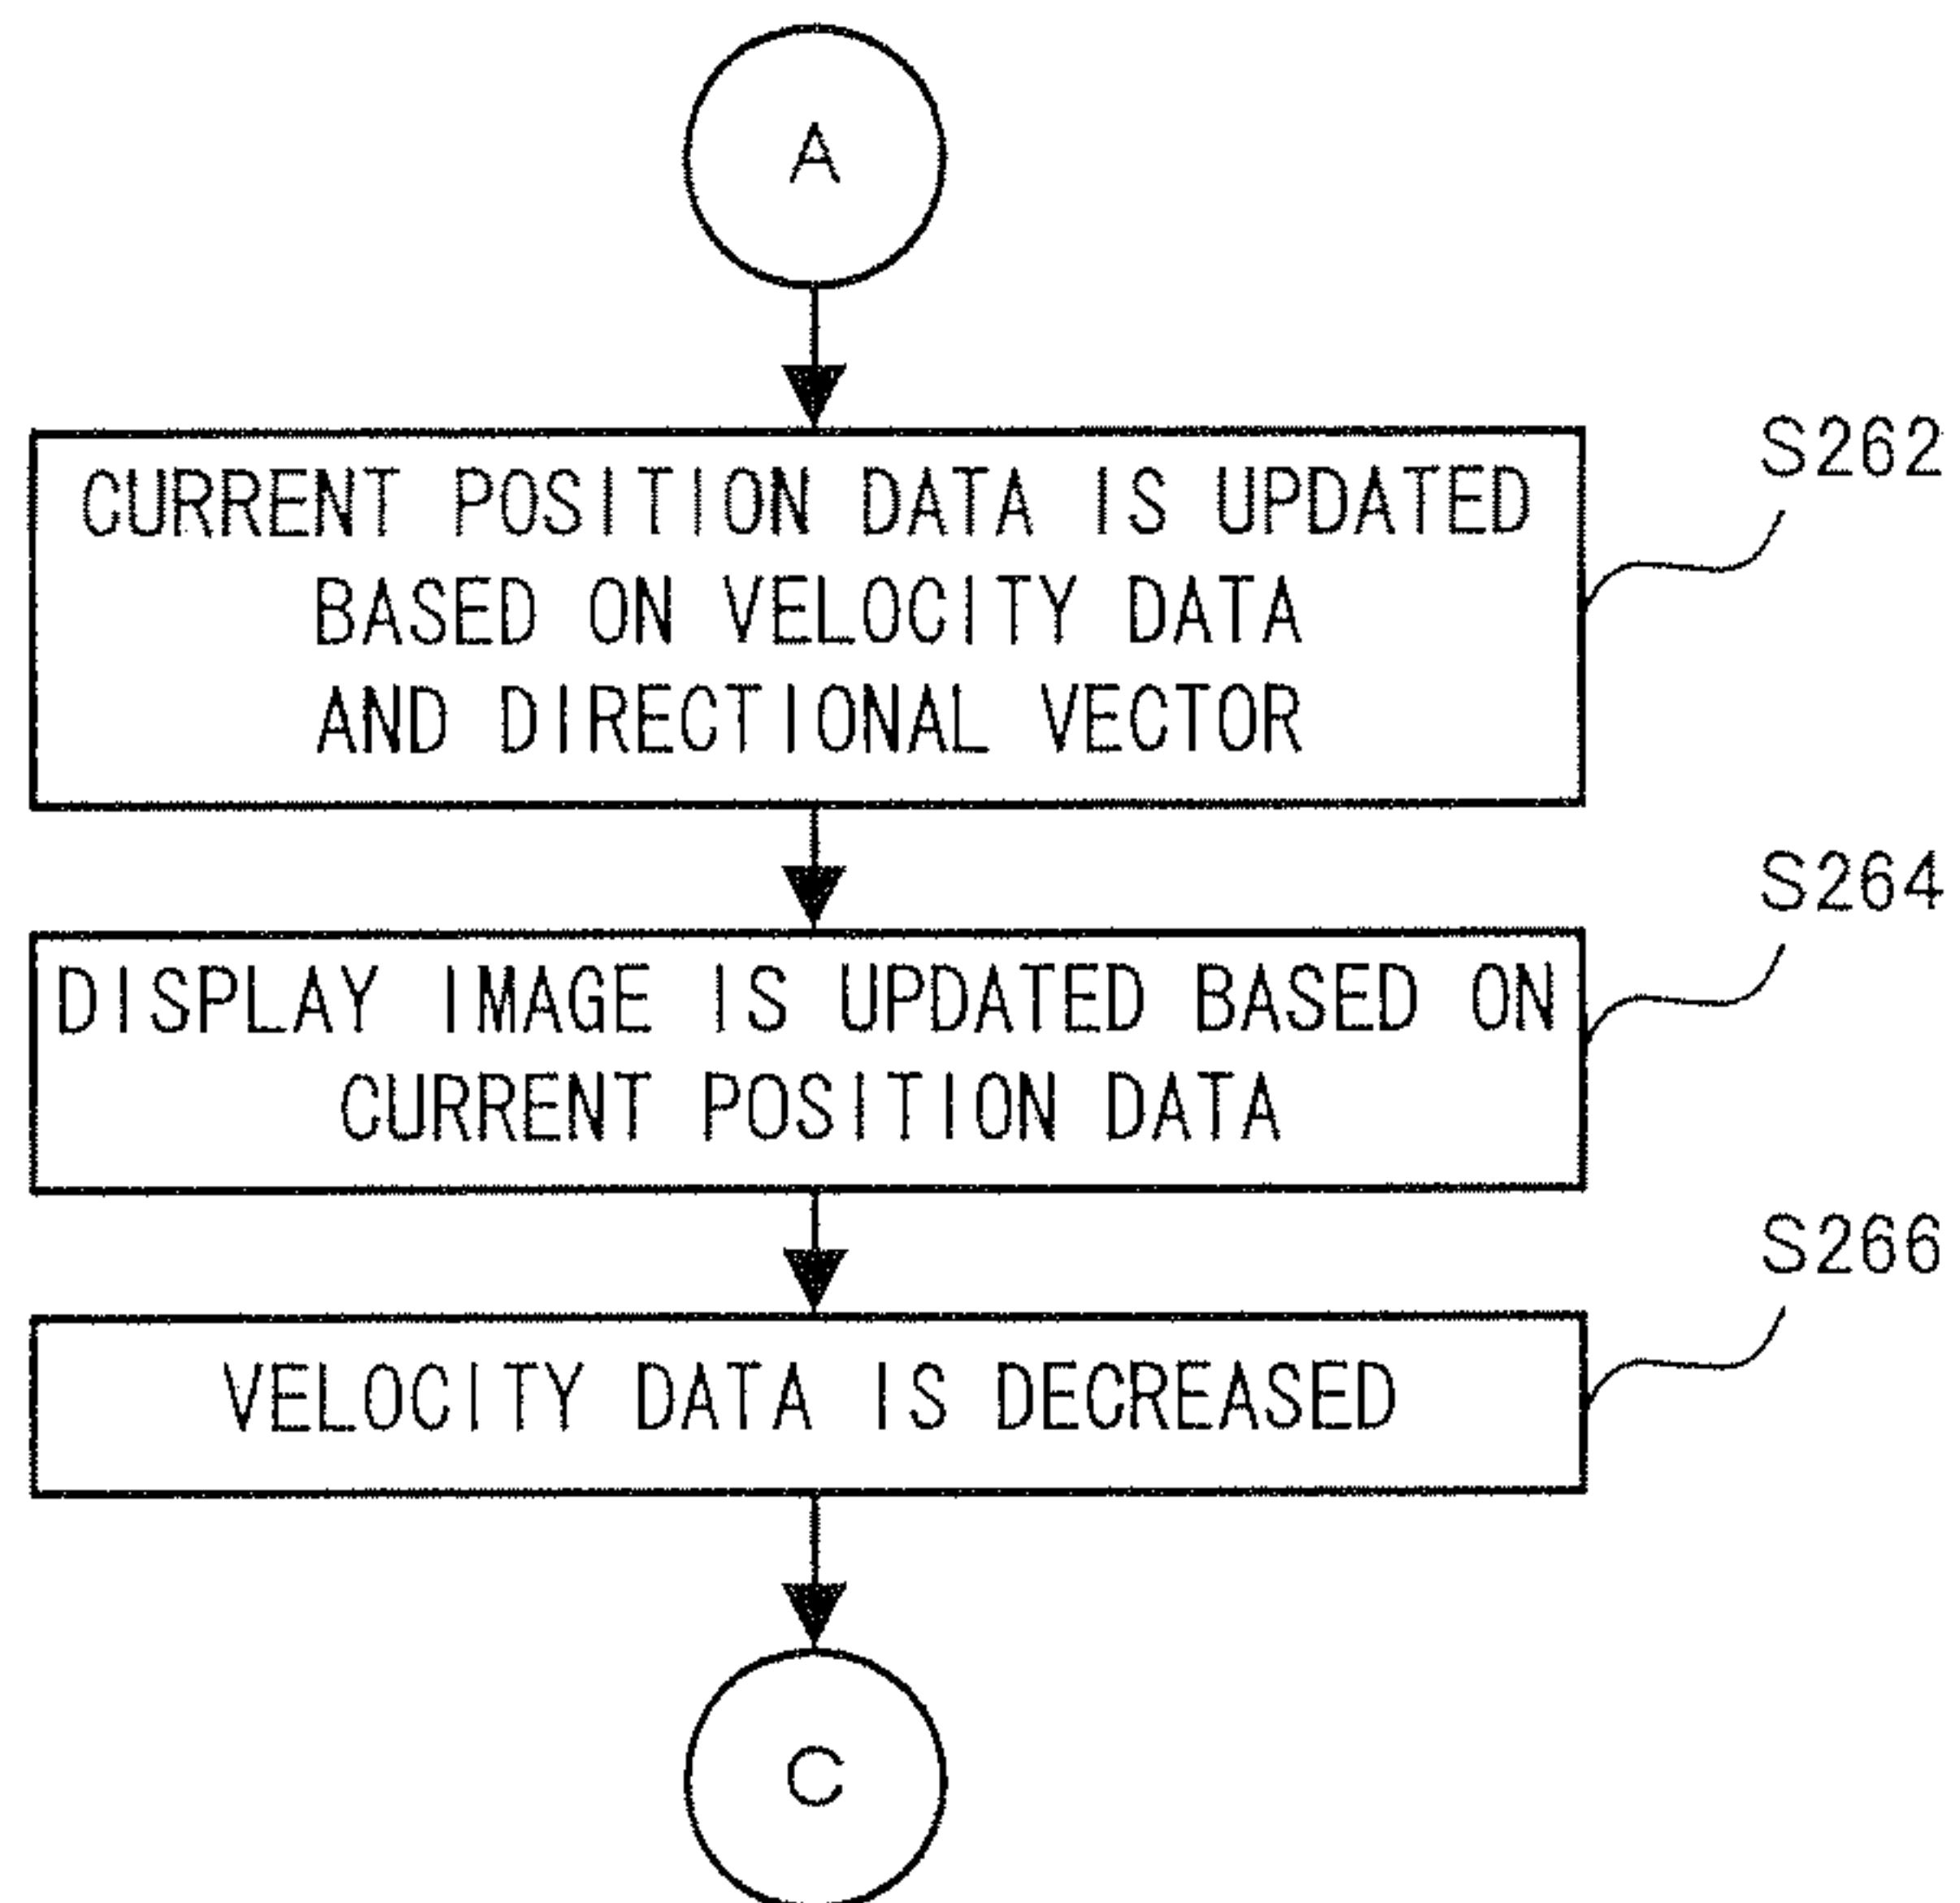 A
CURRENT POSITION DATA IS UPDATED
BASED ON VELOCITY DATA
AND DIRECTIONAL VECTOR
S262
DISPLAY IMAGE IS UPDATED BASED ON
CURRENT POSITION DATA
S264
VELOCITY DATA IS DECREASED
S266
C